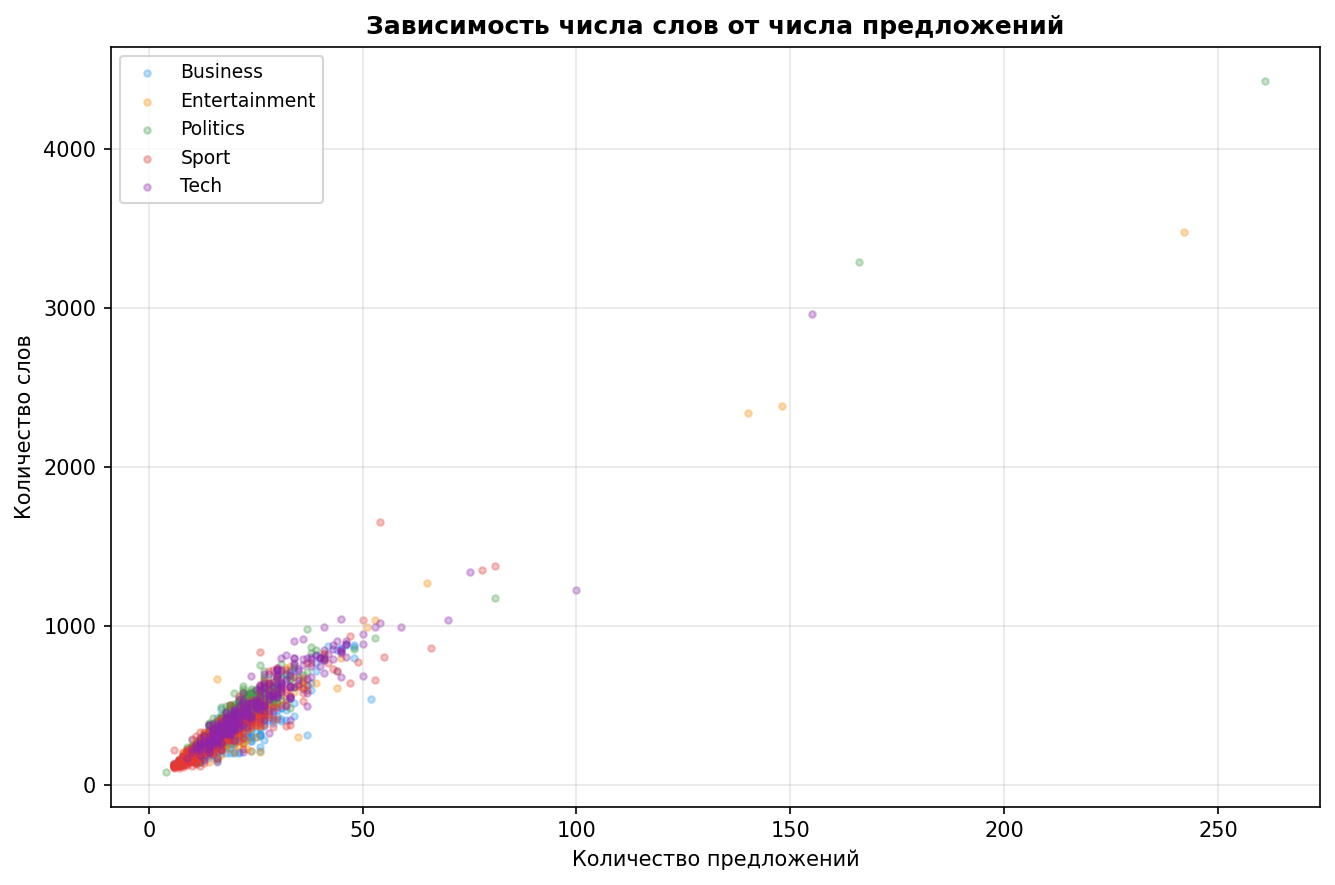 Зависимость числа слов от числа предложений
Business
Entertainment
Politics
Sport
Tech
Количество слов
4000
3000
2000
1000
0
0
50
100
150
200
250
Количество предложений